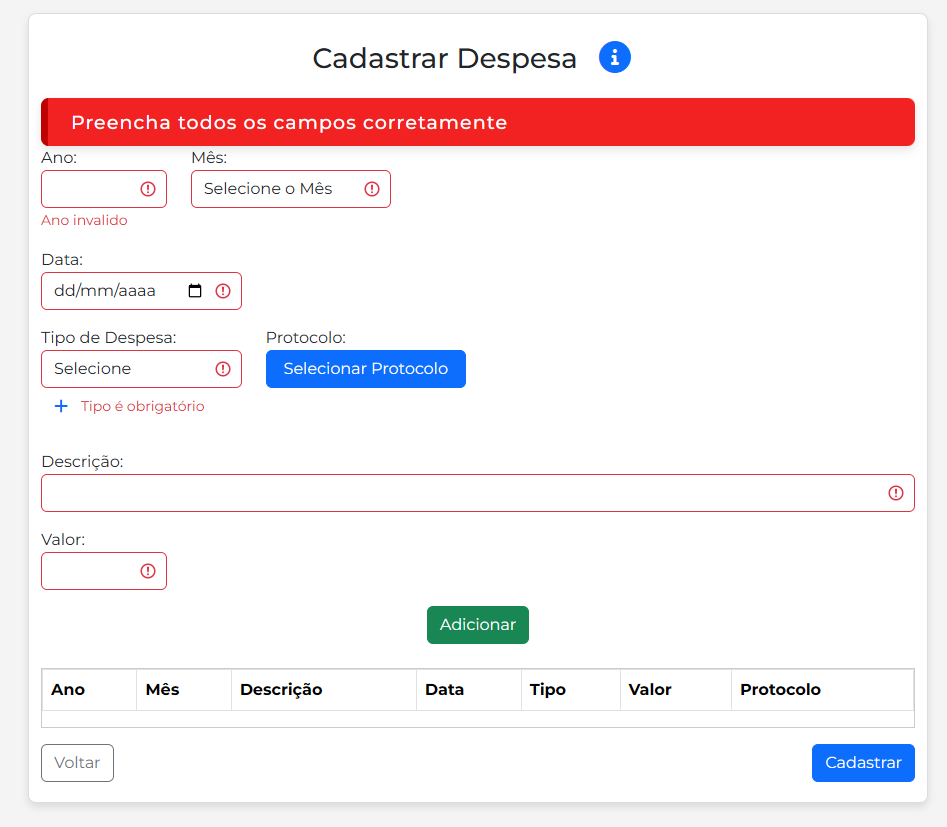 Cadastrar Despesa
Preencha todos os campos corretamente
Ano: Mês:
Selecione o Mês
Ano invalido
Data:
dd/mm/aaaa
Tipo de Despesa: Protocolo:
Selecione Selecionar Protocolo
+ Tipo é obrigatório
Descrição:
Valor:
Adicionar
Ano Mês Descrição Data Tipo Valor Protocolo
Voltar Cadastrar